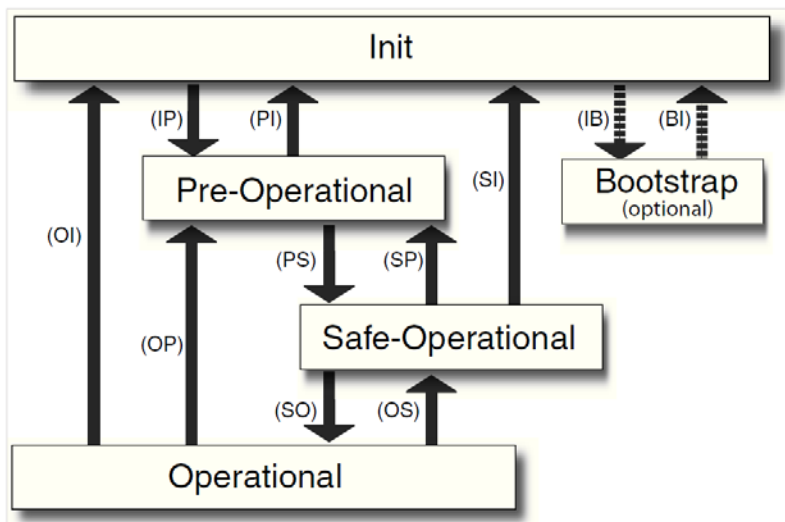 Init
(IP)
(PI)
(IB)
(BI)
Pre-Operational
(SI)
Bootstrap
(optional)
(OI)
(PS)
(SP)
(OP)
Safe-Operational
(SO)
(OS)
Operational